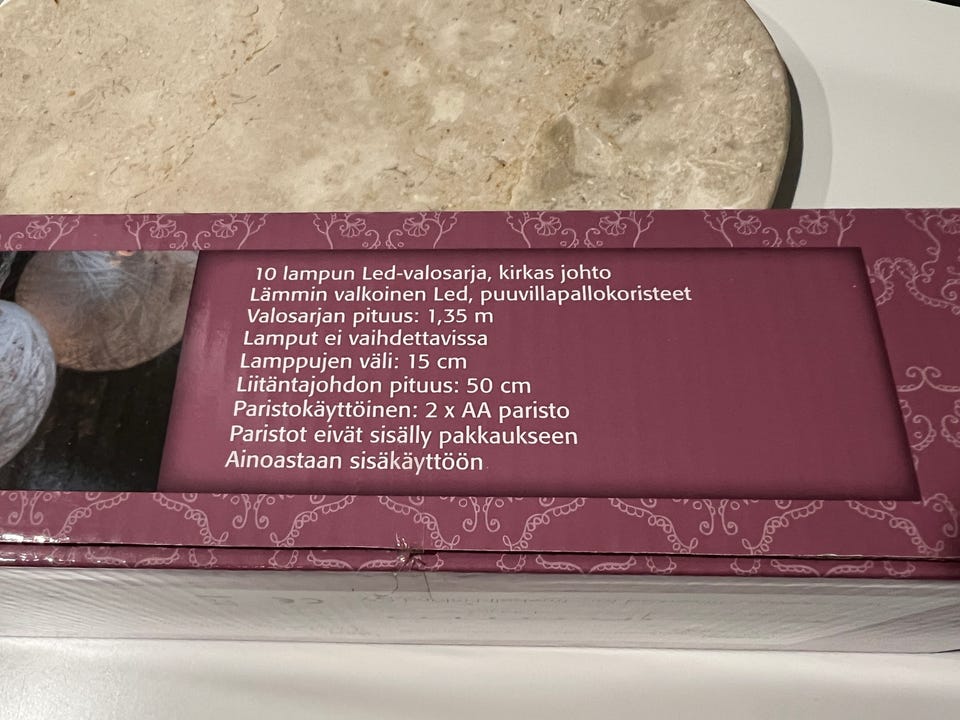 10 lampun Led-valosarja, kirkas johto
Lämmin valkoinen Led, puuvillapallokoristeet
Valosarjan pituus: 1,35 m
Lamput ei vaihdettavissa
Lamppujen väli: 15 cm
Liitäntajohdon pituus: 50 cm
Paristokäyttöinen: 2 x AA paristo
Paristot eivät sisälly pakkaukseen
Ainoastaan sisäkäyttöön